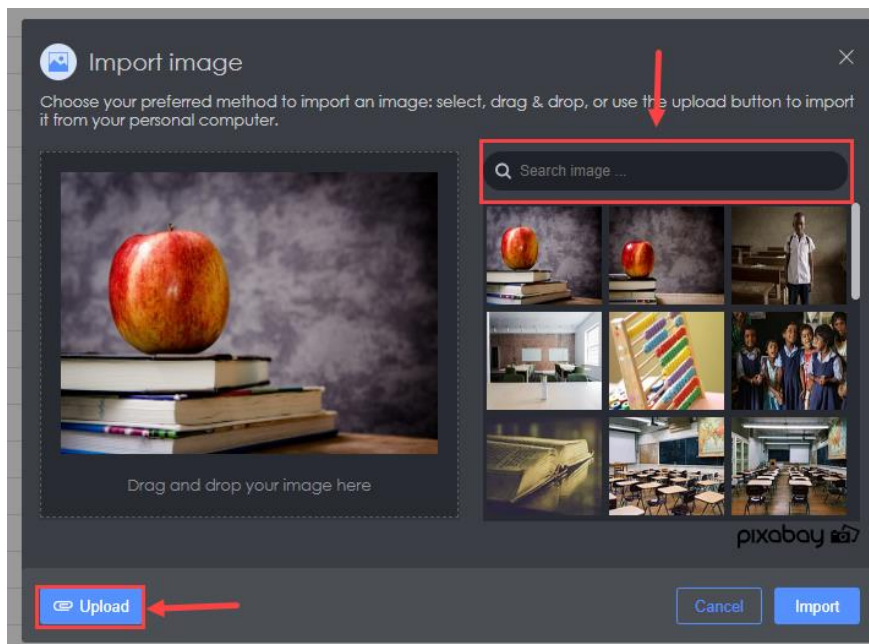 Import image
Choose your preferred method to import an image: select, drag & drop, or use the upload button to import
it from your personal computer.
Search image ...
Drag and drop your image here
pixabay
Upload
Cancel
Import